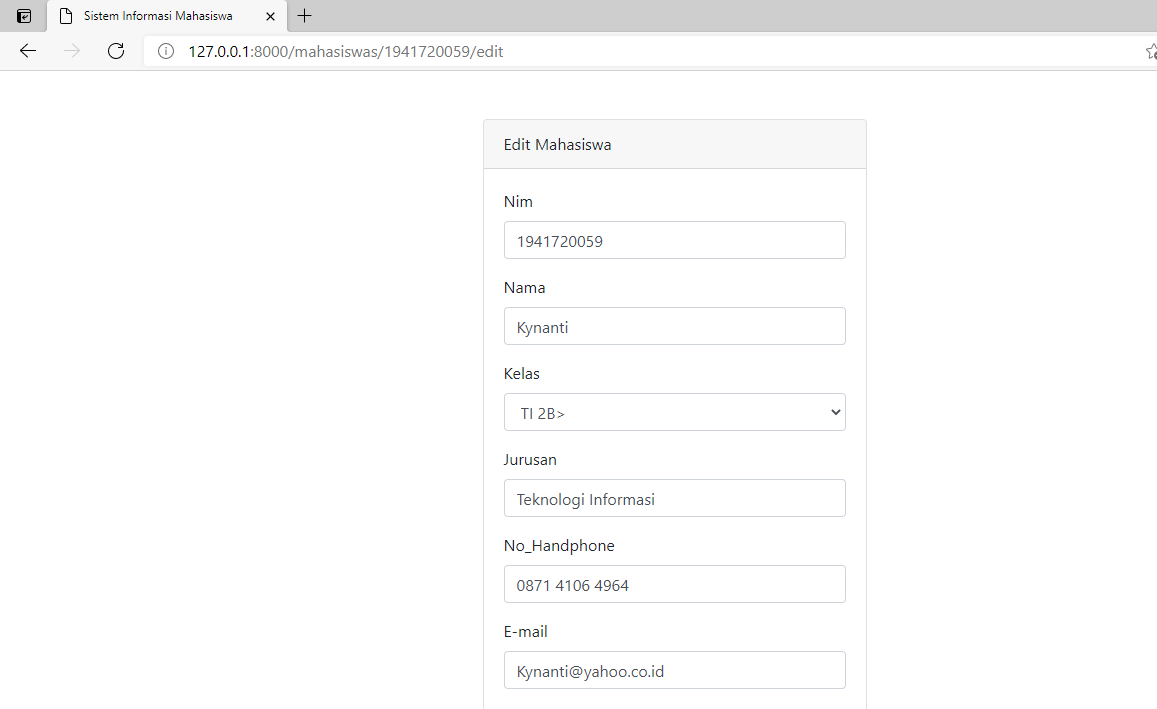 Sistem Informasi Mahasiswa
127.0.0.1:8000/mahasiswas/1941720059/edit
Edit Mahasiswa
Nim
1941720059
Nama
Kynanti
Kelas
TI 2B>
Jurusan
Teknologi Informasi
No_Handphone
0871 4106 4964
E-mail
Kynanti@yahoo.co.id